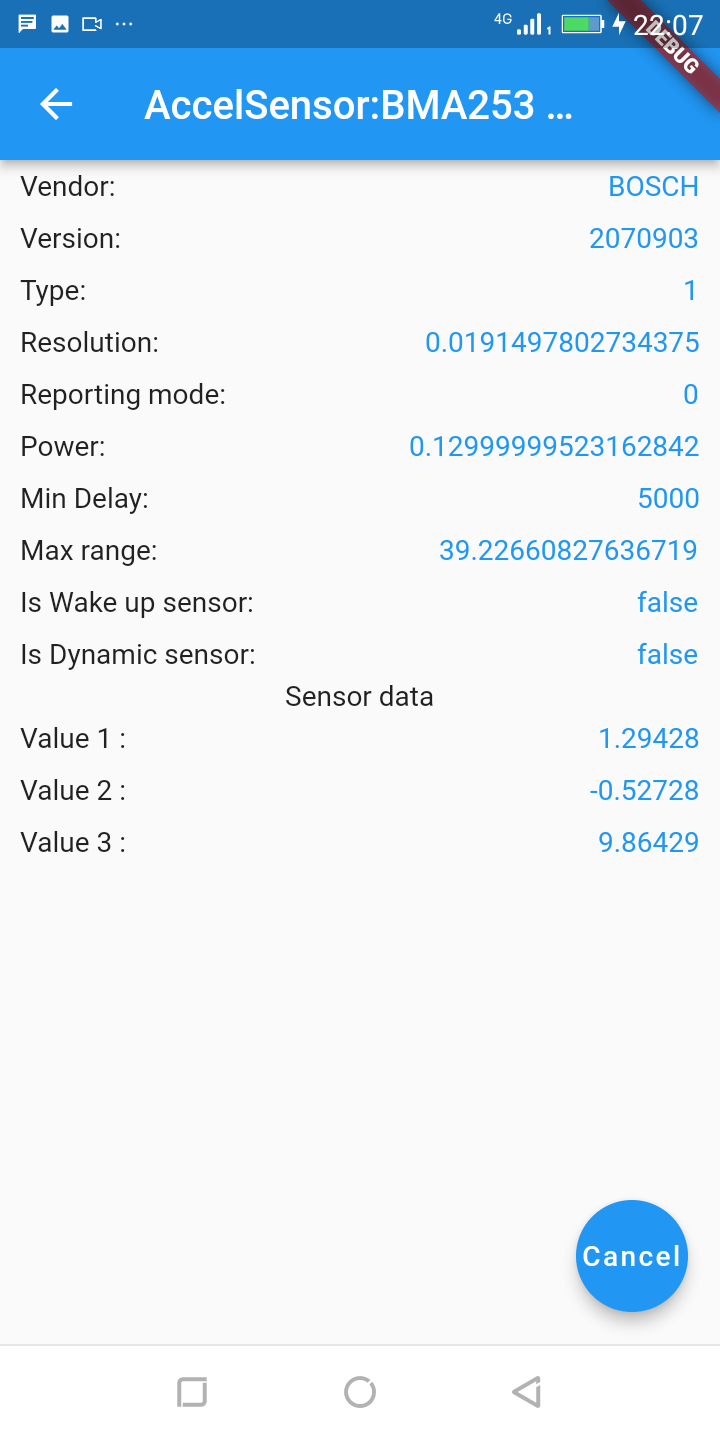 4G 1 22:07
DEBUG
AccelSensor:BMA253 ...
Vendor: BOSCH
Version: 2070903
Type: 1
Resolution: 0.0191497802734375
Reporting mode: 0
Power: 0.12999999523162842
Min Delay: 5000
Max range: 39.22660827636719
Is Wake up sensor: false
Is Dynamic sensor: false
Sensor data
Value 1 : 1.29428
Value 2 : -0.52728
Value 3 : 9.86429
Cancel